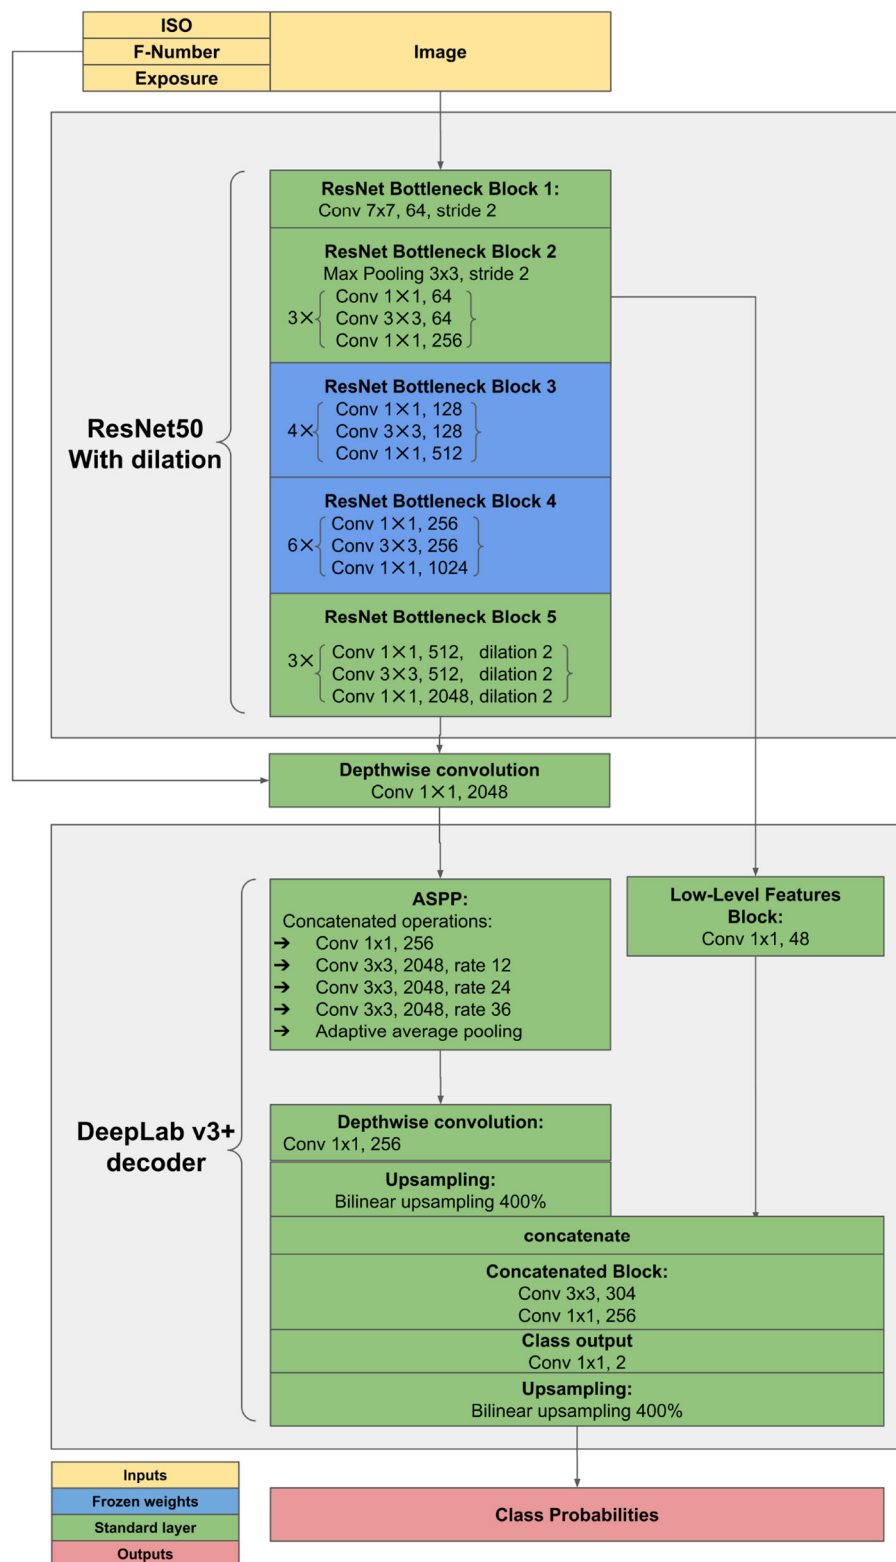 ISO
F-Number
Exposure
Image
ResNet50
With dilation
ResNet Bottleneck Block 1:
Conv 7x7, 64, stride 2
ResNet Bottleneck Block 2
Max Pooling 3x3, stride 2
3×
Conv 1×1, 64
Conv 3×3, 64
Conv 1×1, 256
ResNet Bottleneck Block 3
4×
Conv 1×1, 128
Conv 3×3, 128
Conv 1×1, 512
ResNet Bottleneck Block 4
6×
Conv 1×1, 256
Conv 3×3, 256
Conv 1×1, 1024
ResNet Bottleneck Block 5
3×
Conv 1×1, 512, dilation 2
Conv 3×3, 512, dilation 2
Conv 1×1, 2048, dilation 2
Depthwise convolution
Conv 1×1, 2048
DeepLab v3+
decoder
ASPP:
Concatenated operations:
➔ Conv 1x1, 256
➔ Conv 3x3, 2048, rate 12
➔ Conv 3x3, 2048, rate 24
➔ Conv 3x3, 2048, rate 36
➔ Adaptive average pooling
Low-Level Features
Block:
Conv 1x1, 48
Depthwise convolution:
Conv 1x1, 256
Upsampling:
Bilinear upsampling 400%
concatenate
Concatenated Block:
Conv 3x3, 304
Conv 1x1, 256
Class output
Conv 1x1, 2
Upsampling:
Bilinear upsampling 400%
Inputs
Frozen weights
Standard layer
Outputs
Class Probabilities